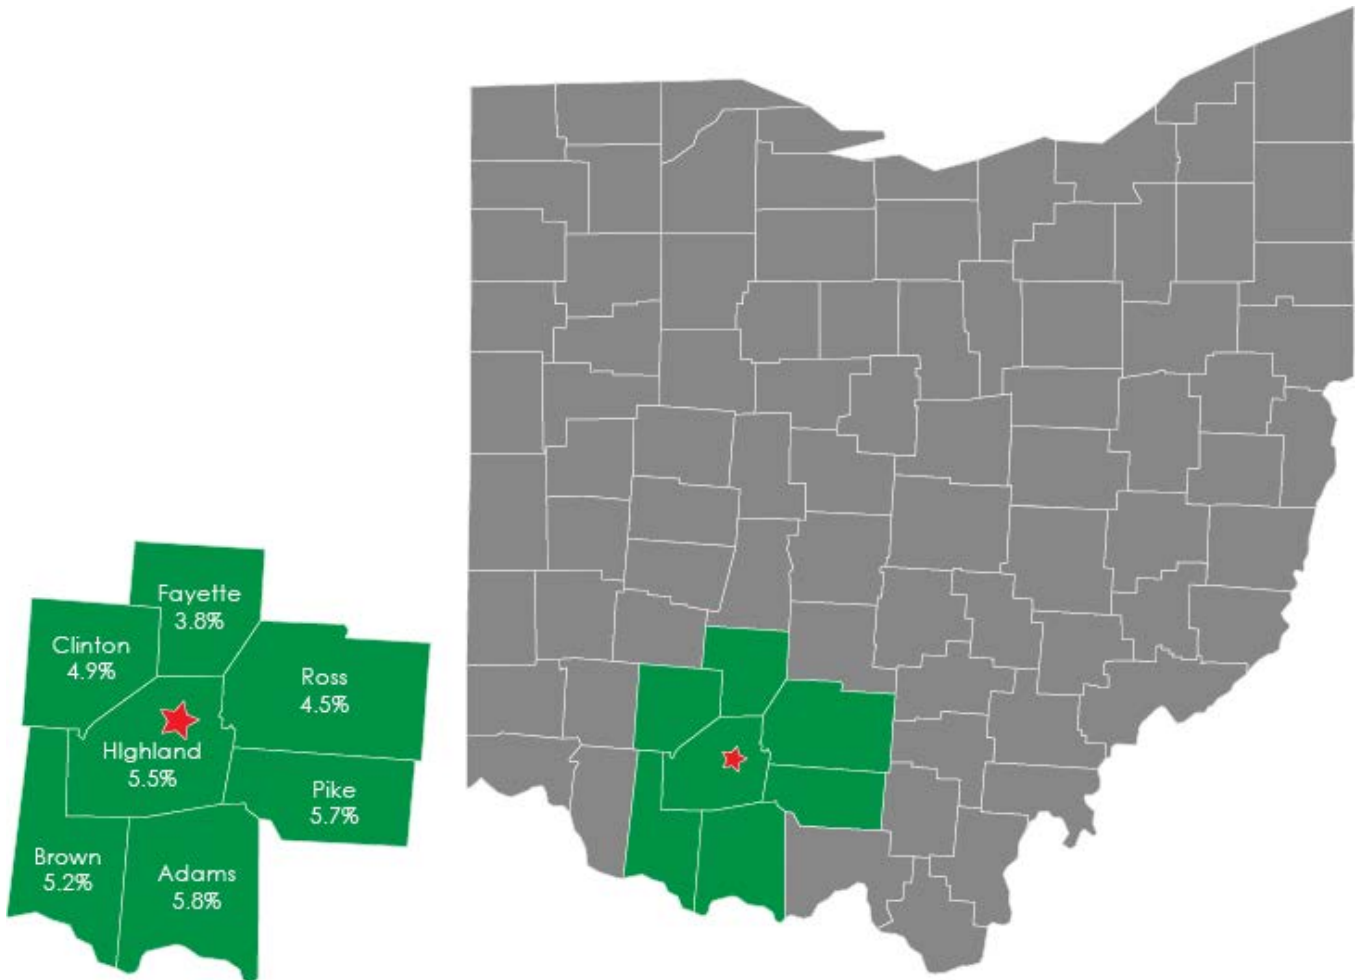 Fayette
3.8%
Clinton
4.9%
Ross
4.5%
HIghland
5.5%
Pike
5.7%
Brown
5.2%
Adams
5.8%